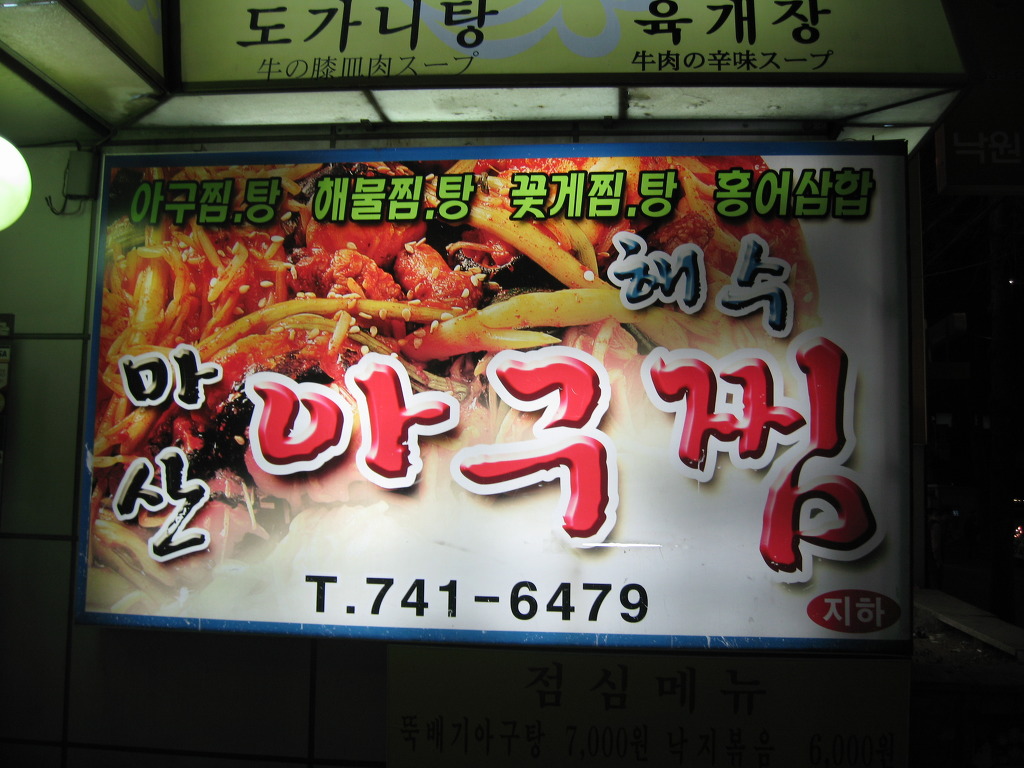 도가니탕 육개장
牛の膝皿肉スープ 牛肉の辛味スープ
낙원
아구찜.탕 해물찜.탕 꽃게찜.탕 홍어삼합
해수
마산 아구찜
T.741-6479
지하
점심메뉴
뚝배기아구탕 7,000원 낙지볶음 6,000원